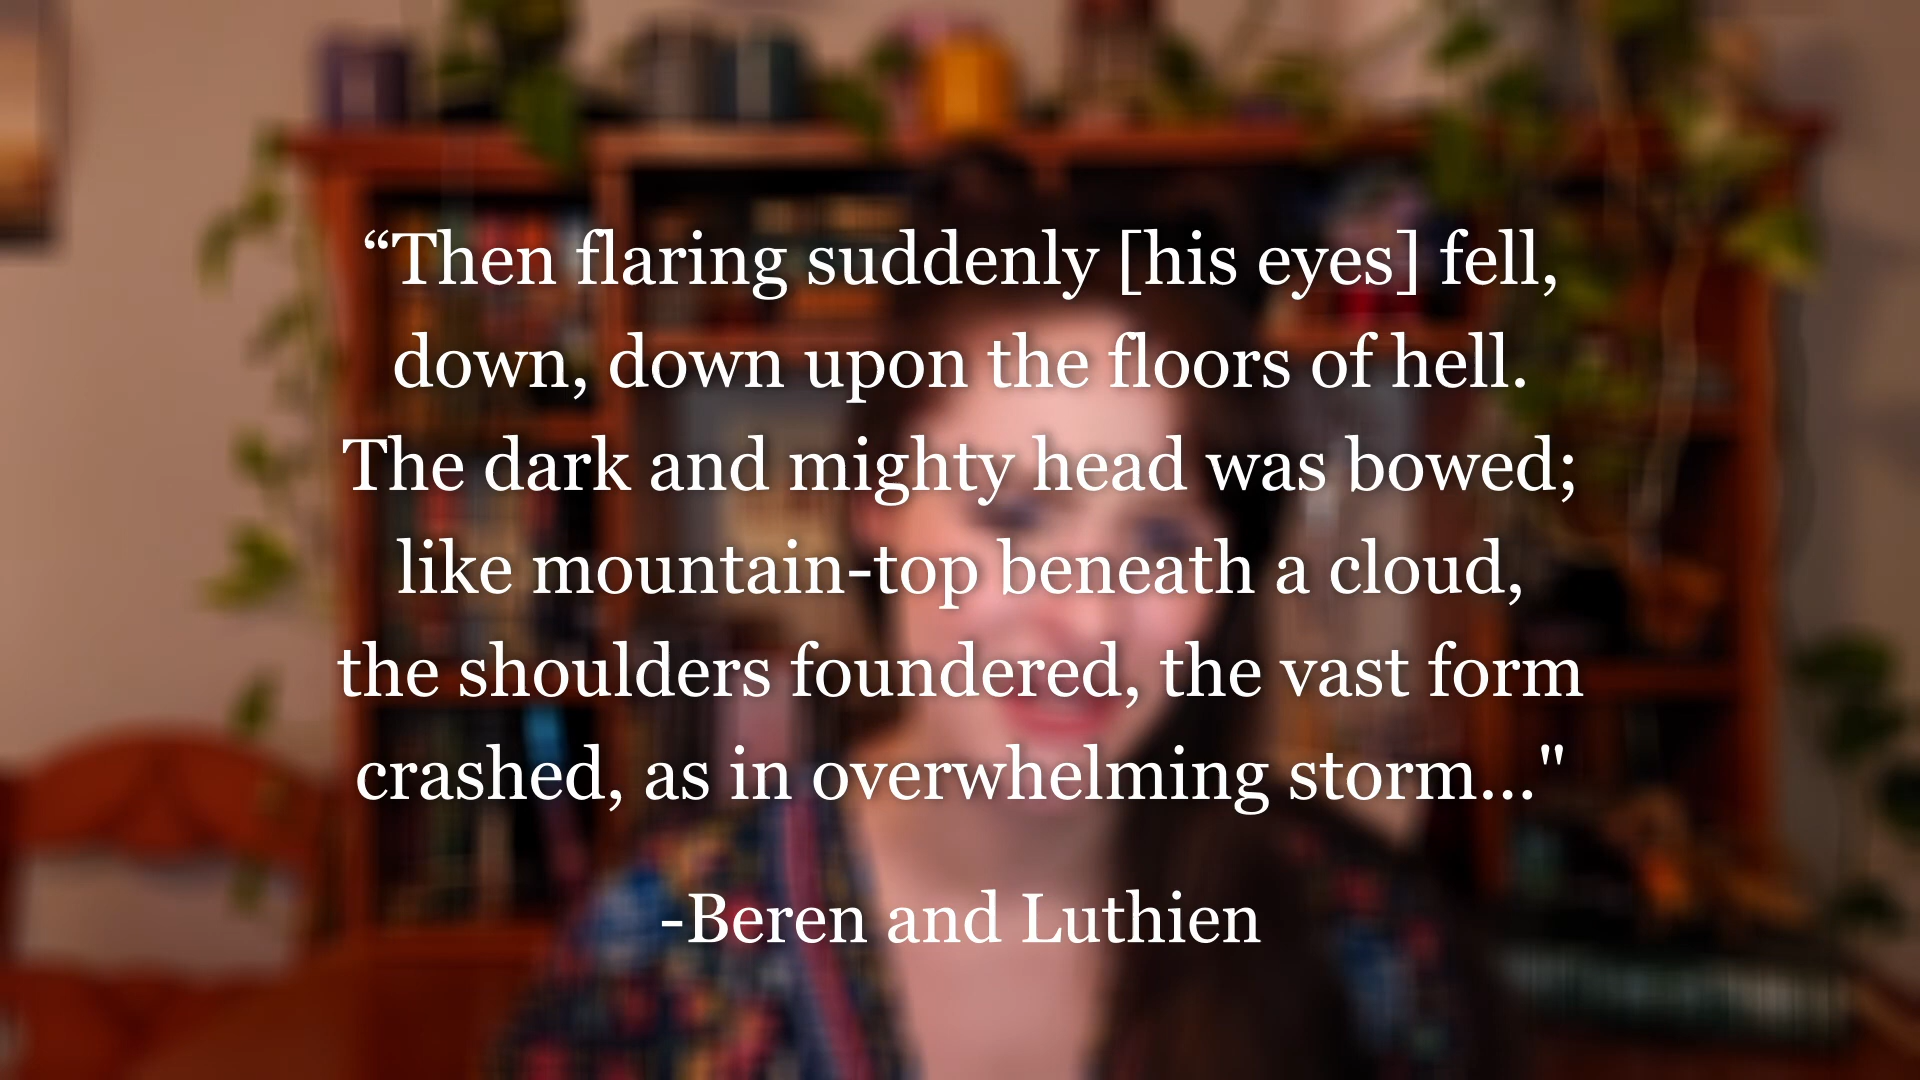 “Then flaring suddenly [his eyes] fell,
down, down upon the floors of hell.
The dark and mighty head was bowed;
like mountain-top beneath a cloud,
the shoulders foundered, the vast form
crashed, as in overwhelming storm..."
-Beren and Luthien